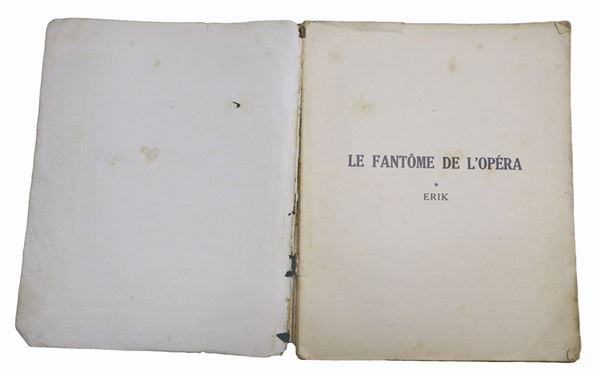 LE FANTÔME DE L'OPÉRA
*
ERIK